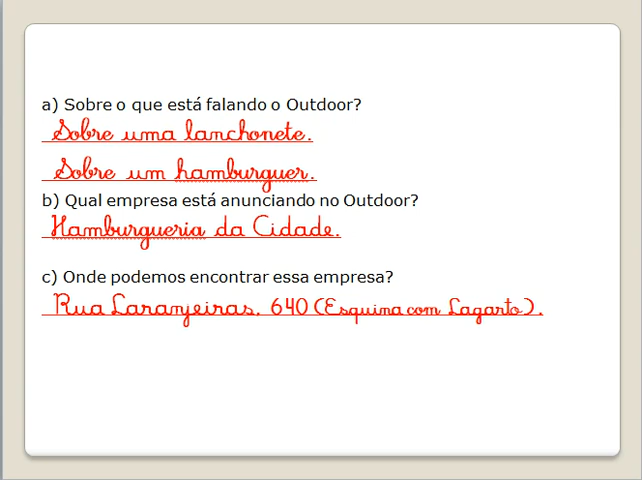 a) Sobre o que está falando o Outdoor?
Sobre uma lanchonete.
Sobre um hamburguer.
b) Qual empresa está anunciando no Outdoor?
Hamburgueria da Cidade.
c) Onde podemos encontrar essa empresa?
Rua Laranjeiras, 640 (Esquina com Lagarto).